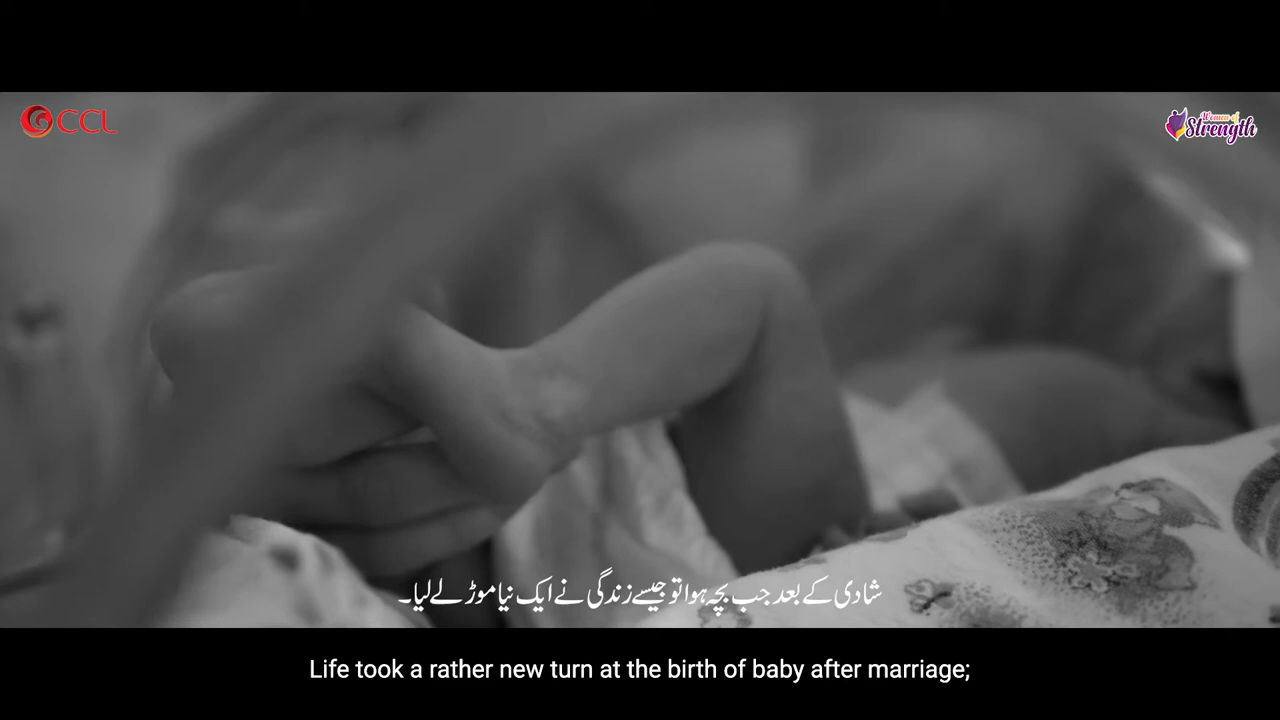 CCL
Women of
Strength
شادی کے بعد جب بچہ ہوا تو جیسے زندگی نے ایک نیا موڑ لے لیا۔
Life took a rather new turn at the birth of baby after marriage;